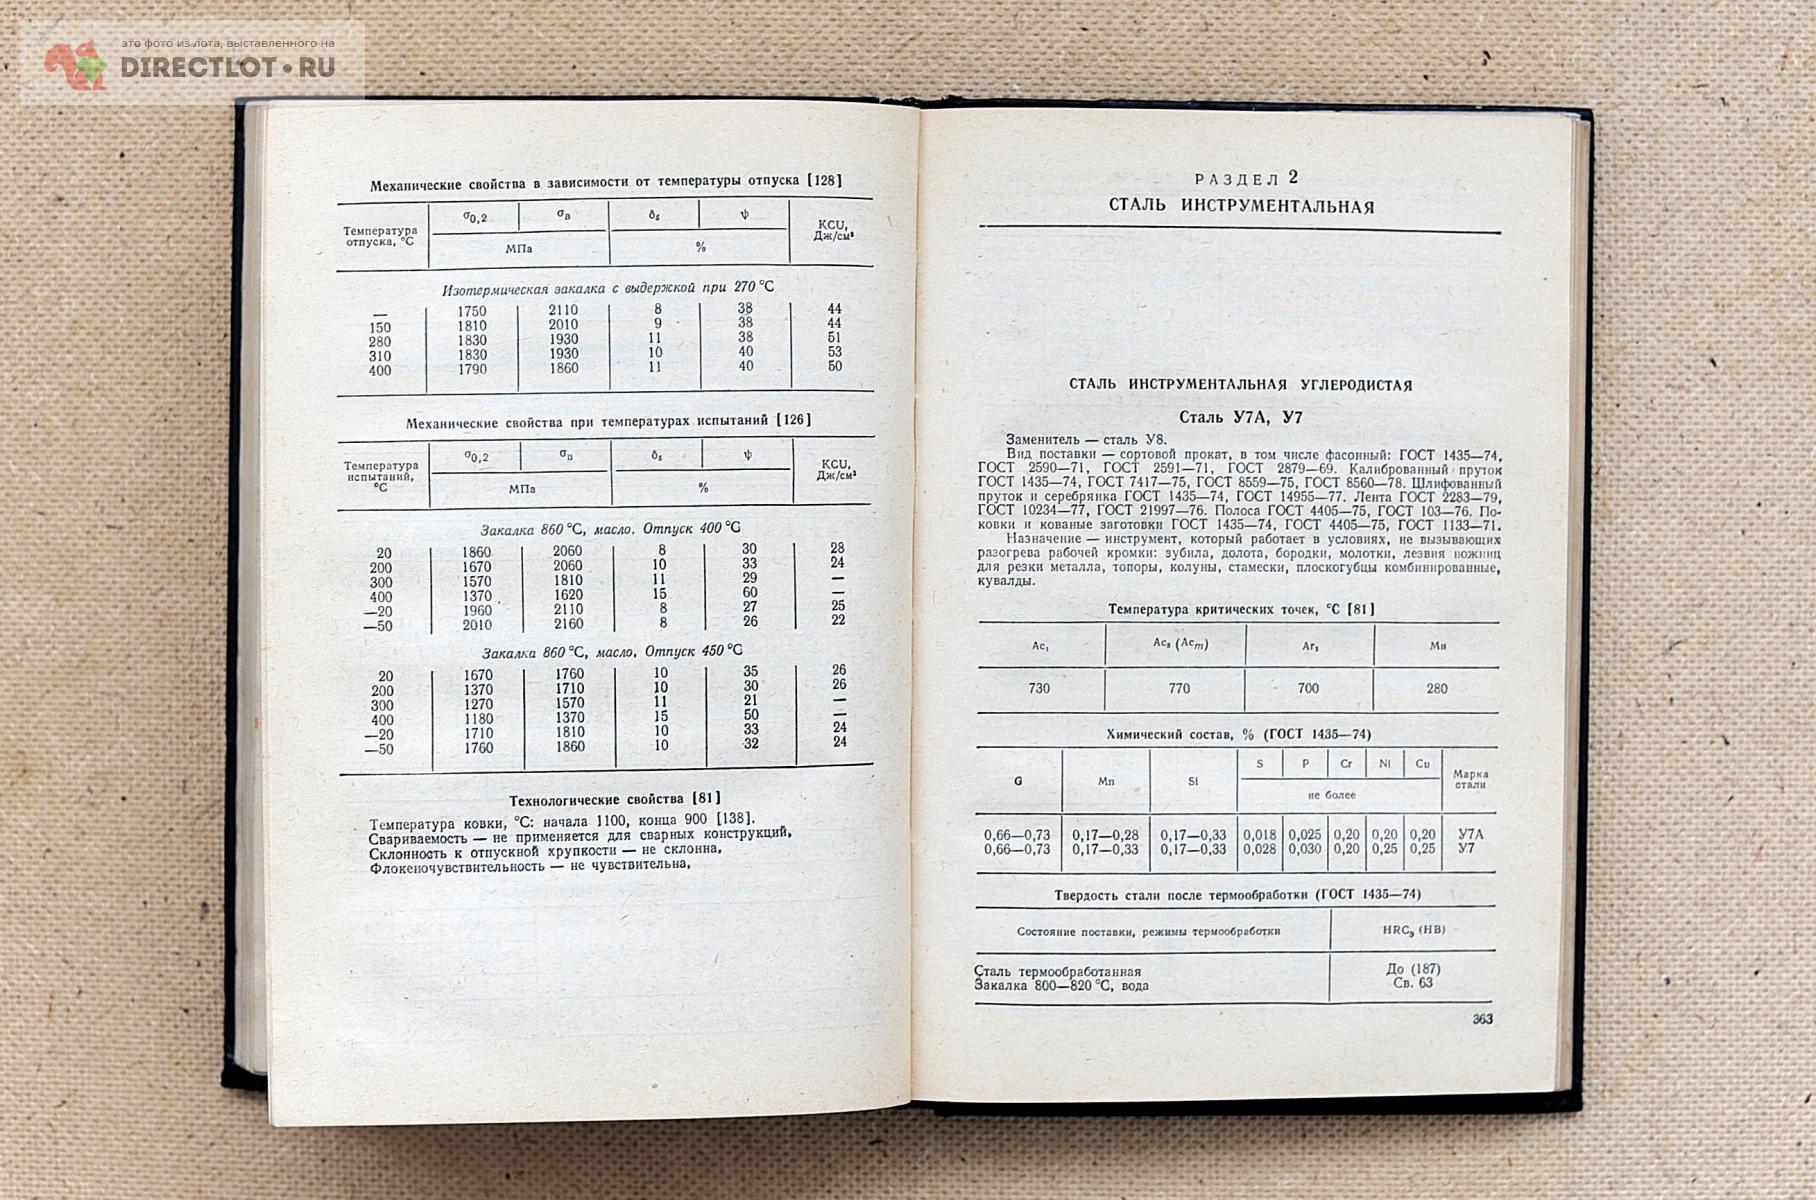 это фото из лота, выставленного на
DIRECTLOT•RU
Механические свойства в зависимости от температуры отпуска [128]
Температура отпуска, °С σ0,2 σв δ5 ψ KCU, Дж/см²
МПа %
Изотермическая закалка с выдержкой при 270 °С
— 1750 2110 8 38 44
150 1810 2010 9 38 44
280 1830 1930 11 38 51
310 1830 1930 10 40 53
400 1790 1860 11 40 50
Механические свойства при температурах испытаний [126]
Температура испытаний, °С σ0,2 σв δ5 ψ KCU, Дж/см²
МПа %
Закалка 860 °С, масло. Отпуск 400 °С
20 1860 2060 8 30 28
200 1670 2060 10 33 24
300 1570 1810 11 29 —
400 1370 1620 15 60 —
—20 1960 2110 8 27 25
—50 2010 2160 8 26 22
Закалка 860 °С, масло, Отпуск 450 °С
20 1670 1760 10 35 26
200 1370 1710 10 30 26
300 1270 1570 11 21 —
400 1180 1370 15 50 —
—20 1710 1810 10 33 24
—50 1760 1860 10 32 24
Технологические свойства [81]
Температура ковки, °С: начала 1100, конца 900 [138].
Свариваемость — не применяется для сварных конструкций,
Склонность к отпускной хрупкости — не склонна,
Флокеночувствительность — не чувствительна,
РАЗДЕЛ 2
СТАЛЬ ИНСТРУМЕНТАЛЬНАЯ
СТАЛЬ ИНСТРУМЕНТАЛЬНАЯ УГЛЕРОДИСТАЯ
Сталь У7А, У7
Заменитель — сталь У8.
Вид поставки — сортовой прокат, в том числе фасонный: ГОСТ 1435—74,
ГОСТ 2590—71, ГОСТ 2591—71, ГОСТ 2879—69. Калиброванный пруток
ГОСТ 1435—74, ГОСТ 7417—75, ГОСТ 8559—75, ГОСТ 8560—78. Шлифованный
пруток и серебрянка ГОСТ 1435—74, ГОСТ 14955—77. Лента ГОСТ 2283—79,
ГОСТ 10234—77, ГОСТ 21997—76. Полоса ГОСТ 4405—75, ГОСТ 103—76. По-
ковки и кованые заготовки ГОСТ 1435—74, ГОСТ 4405—75, ГОСТ 1133—71.
Назначение — инструмент, который работает в условиях, не вызывающих
разогрева рабочей кромки: зубила, долота, бородки, молотки, лезвия ножниц
для резки металла, топоры, колуны, стамески, плоскогубцы комбинированные,
кувалды.
Температура критических точек, °С [81]
Ac₁ Ac₃ (Acm) Ar₁ Мн
730 770 700 280
Химический состав, % (ГОСТ 1435—74)
C Mn Si S P Cr Ni Cu Марка стали
не более
0,66—0,73 0,17—0,28 0,17—0,33 0,018 0,025 0,20 0,20 0,20 У7А
0,66—0,73 0,17—0,33 0,17—0,33 0,028 0,030 0,20 0,25 0,25 У7
Твердость стали после термообработки (ГОСТ 1435—74)
Состояние поставки, режимы термообработки HRCэ (HB)
Сталь термообработанная До (187)
Закалка 800—820 °С, вода Св. 63
363